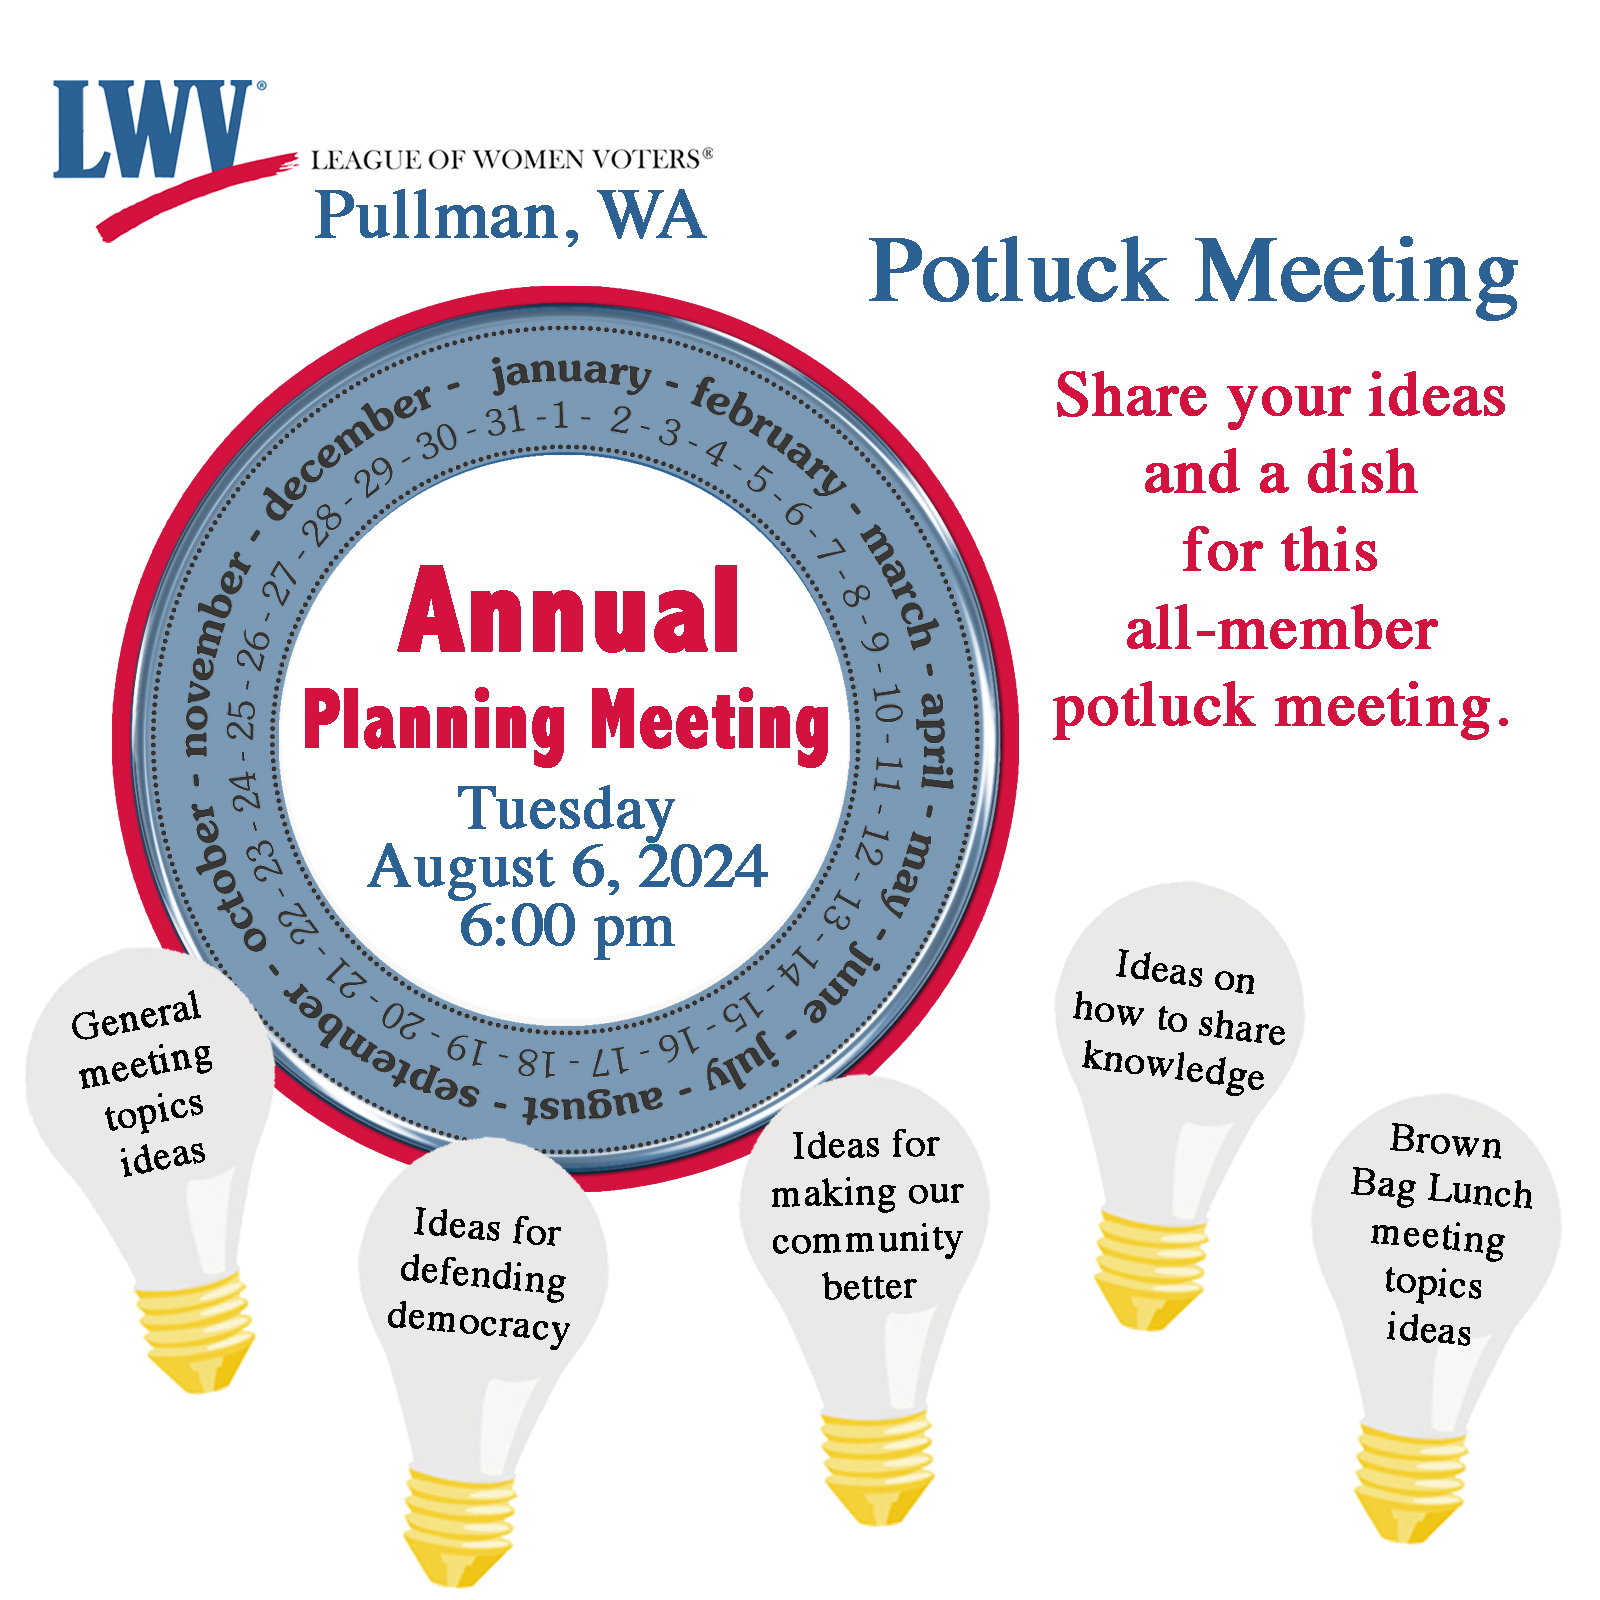 LWV®
LEAGUE OF WOMEN VOTERS®
Pullman, WA
Potluck Meeting
Share your ideas
and a dish
for this
all-member
potluck meeting.
january - february - march - april - may - june - july - august - september - october - november - december -
1 - 2 - 3 - 4 - 5 - 6 - 7 - 8 - 9 - 10 - 11 - 12 - 13 - 14 - 15 - 16 - 17 - 18 - 19 - 20 - 21 - 22 - 23 - 24 - 25 - 26 - 27 - 28 - 29 - 30 - 31 -
Annual
Planning Meeting
Tuesday
August 6, 2024
6:00 pm
General
meeting
topics
ideas
Ideas for
defending
democracy
Ideas for
making our
community
better
Ideas on
how to share
knowledge
Brown
Bag Lunch
meeting
topics
ideas